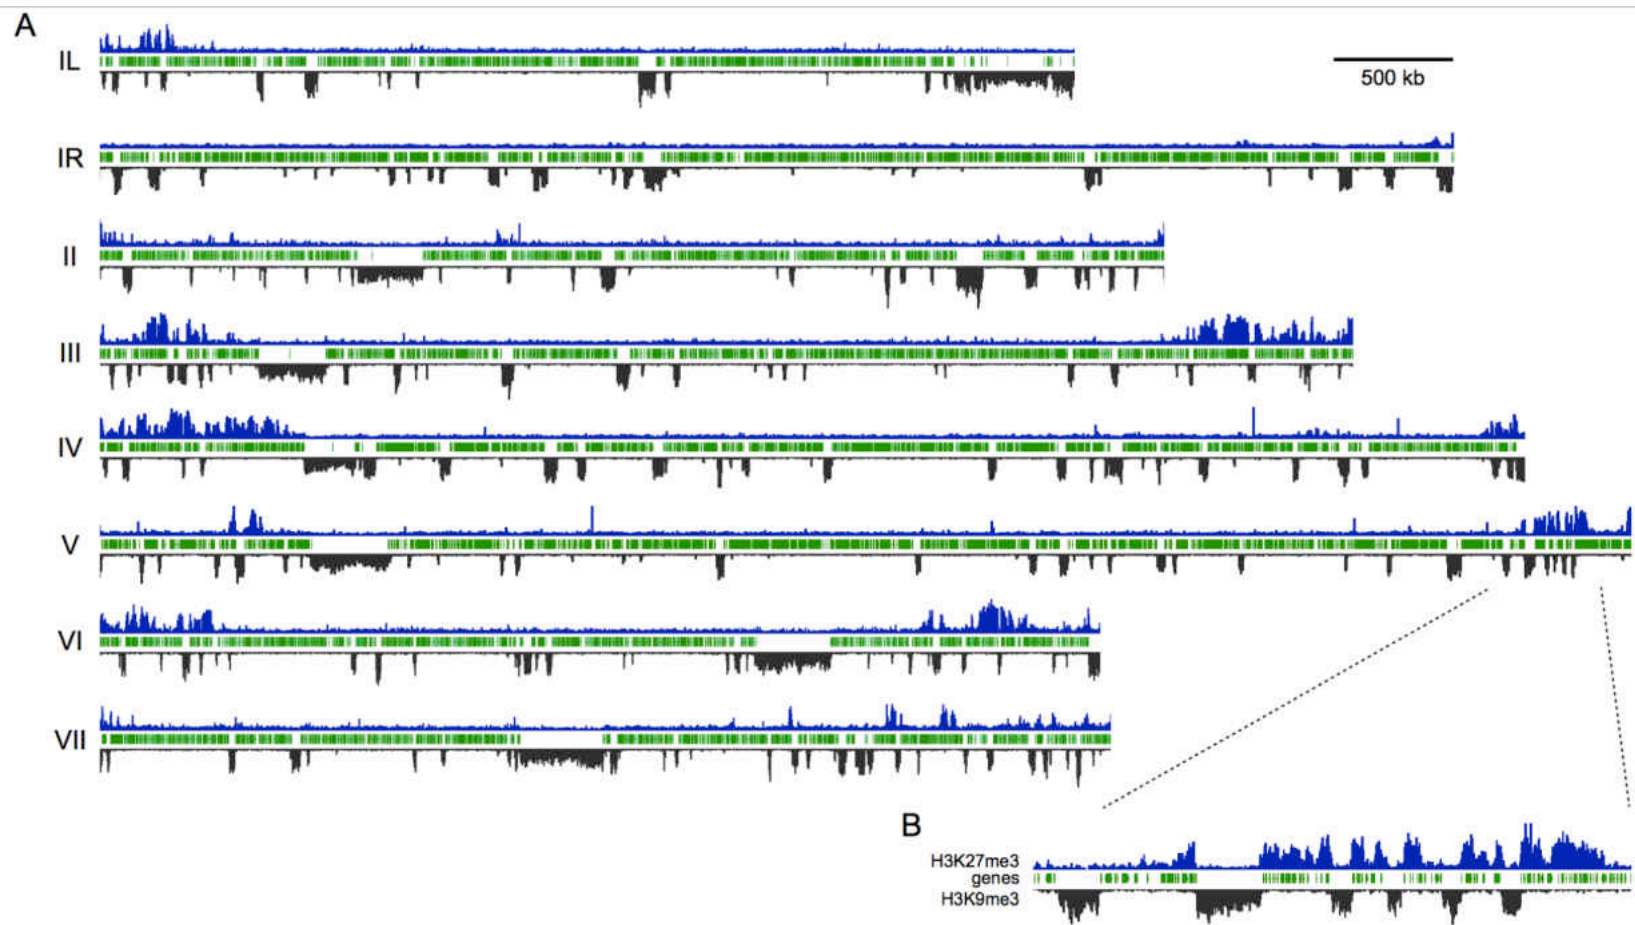 A
IL
500 kb
IR
II
III
IV
V
VI
VII
B
H3K27me3
genes
H3K9me3